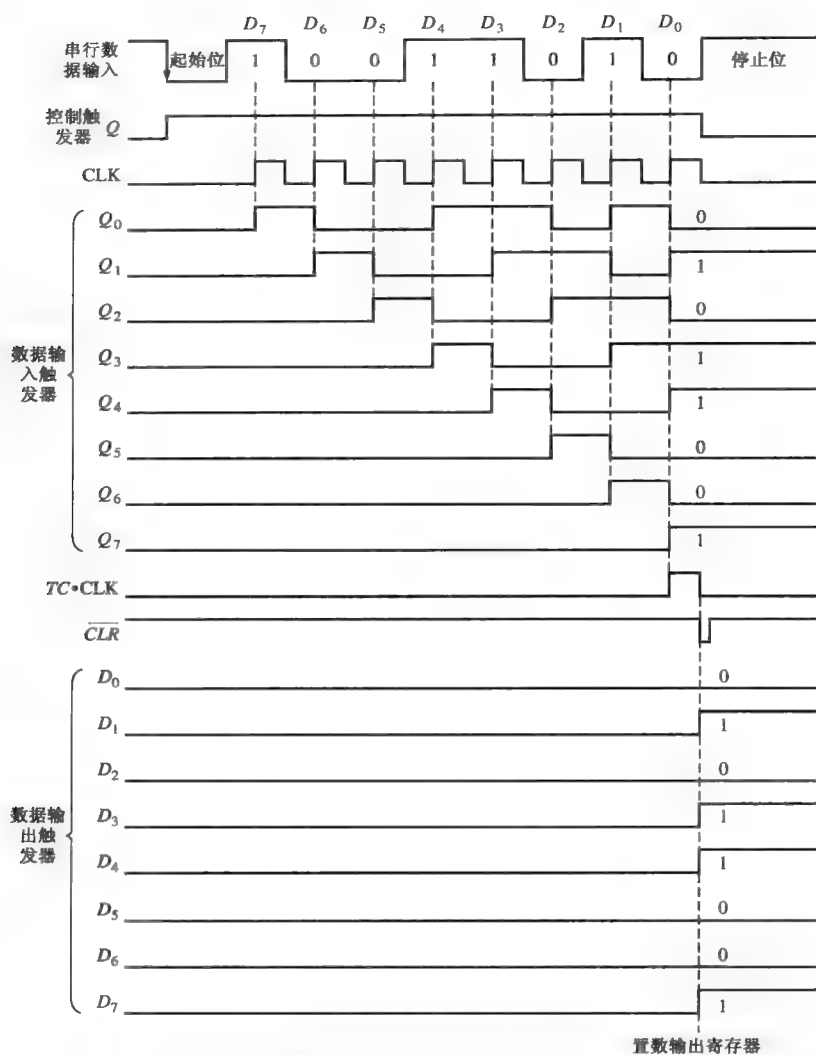 D7 D6 D5 D4 D3 D2 D1 D0
串行数
据输入
起始位 1 0 0 1 1 0 1 0 停止位
控制触
发器 Q
CLK
数据输
入触
发器
Q0 0
Q1 1
Q2 0
Q3 1
Q4 1
Q5 0
Q6 0
Q7 1
TC•CLK
CLR
数据输
出触
发器
D0 0
D1 1
D2 0
D3 1
D4 1
D5 0
D6 0
D7 1
置数输出寄存器